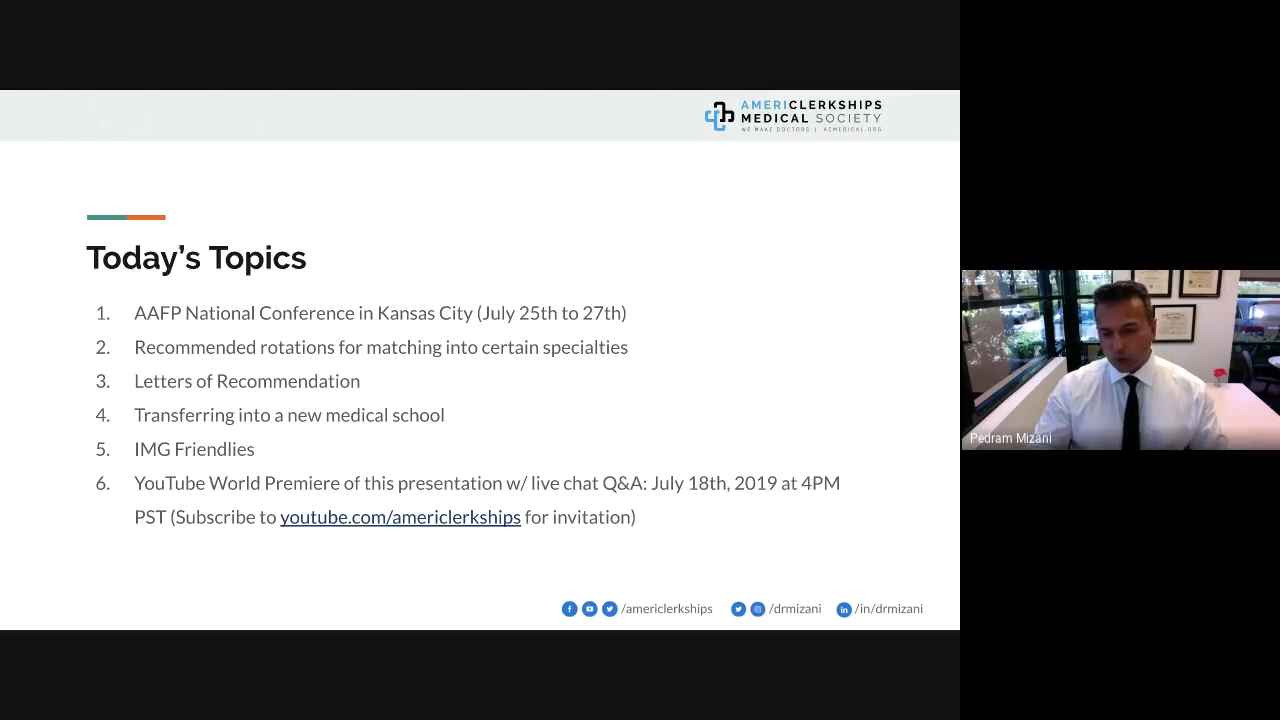 AMERICLERKSHIPS
MEDICAL SOCIETY
WE MAKE DOCTORS | ACMEDICAL.ORG
Today’s Topics
1. AAFP National Conference in Kansas City (July 25th to 27th)
2. Recommended rotations for matching into certain specialties
3. Letters of Recommendation
4. Transferring into a new medical school
5. IMG Friendlies
6. YouTube World Premiere of this presentation w/ live chat Q&A: July 18th, 2019 at 4PM
PST (Subscribe to youtube.com/americlerkships for invitation)
/americlerkships /drmizani /in/drmizani
Pedram Mizani